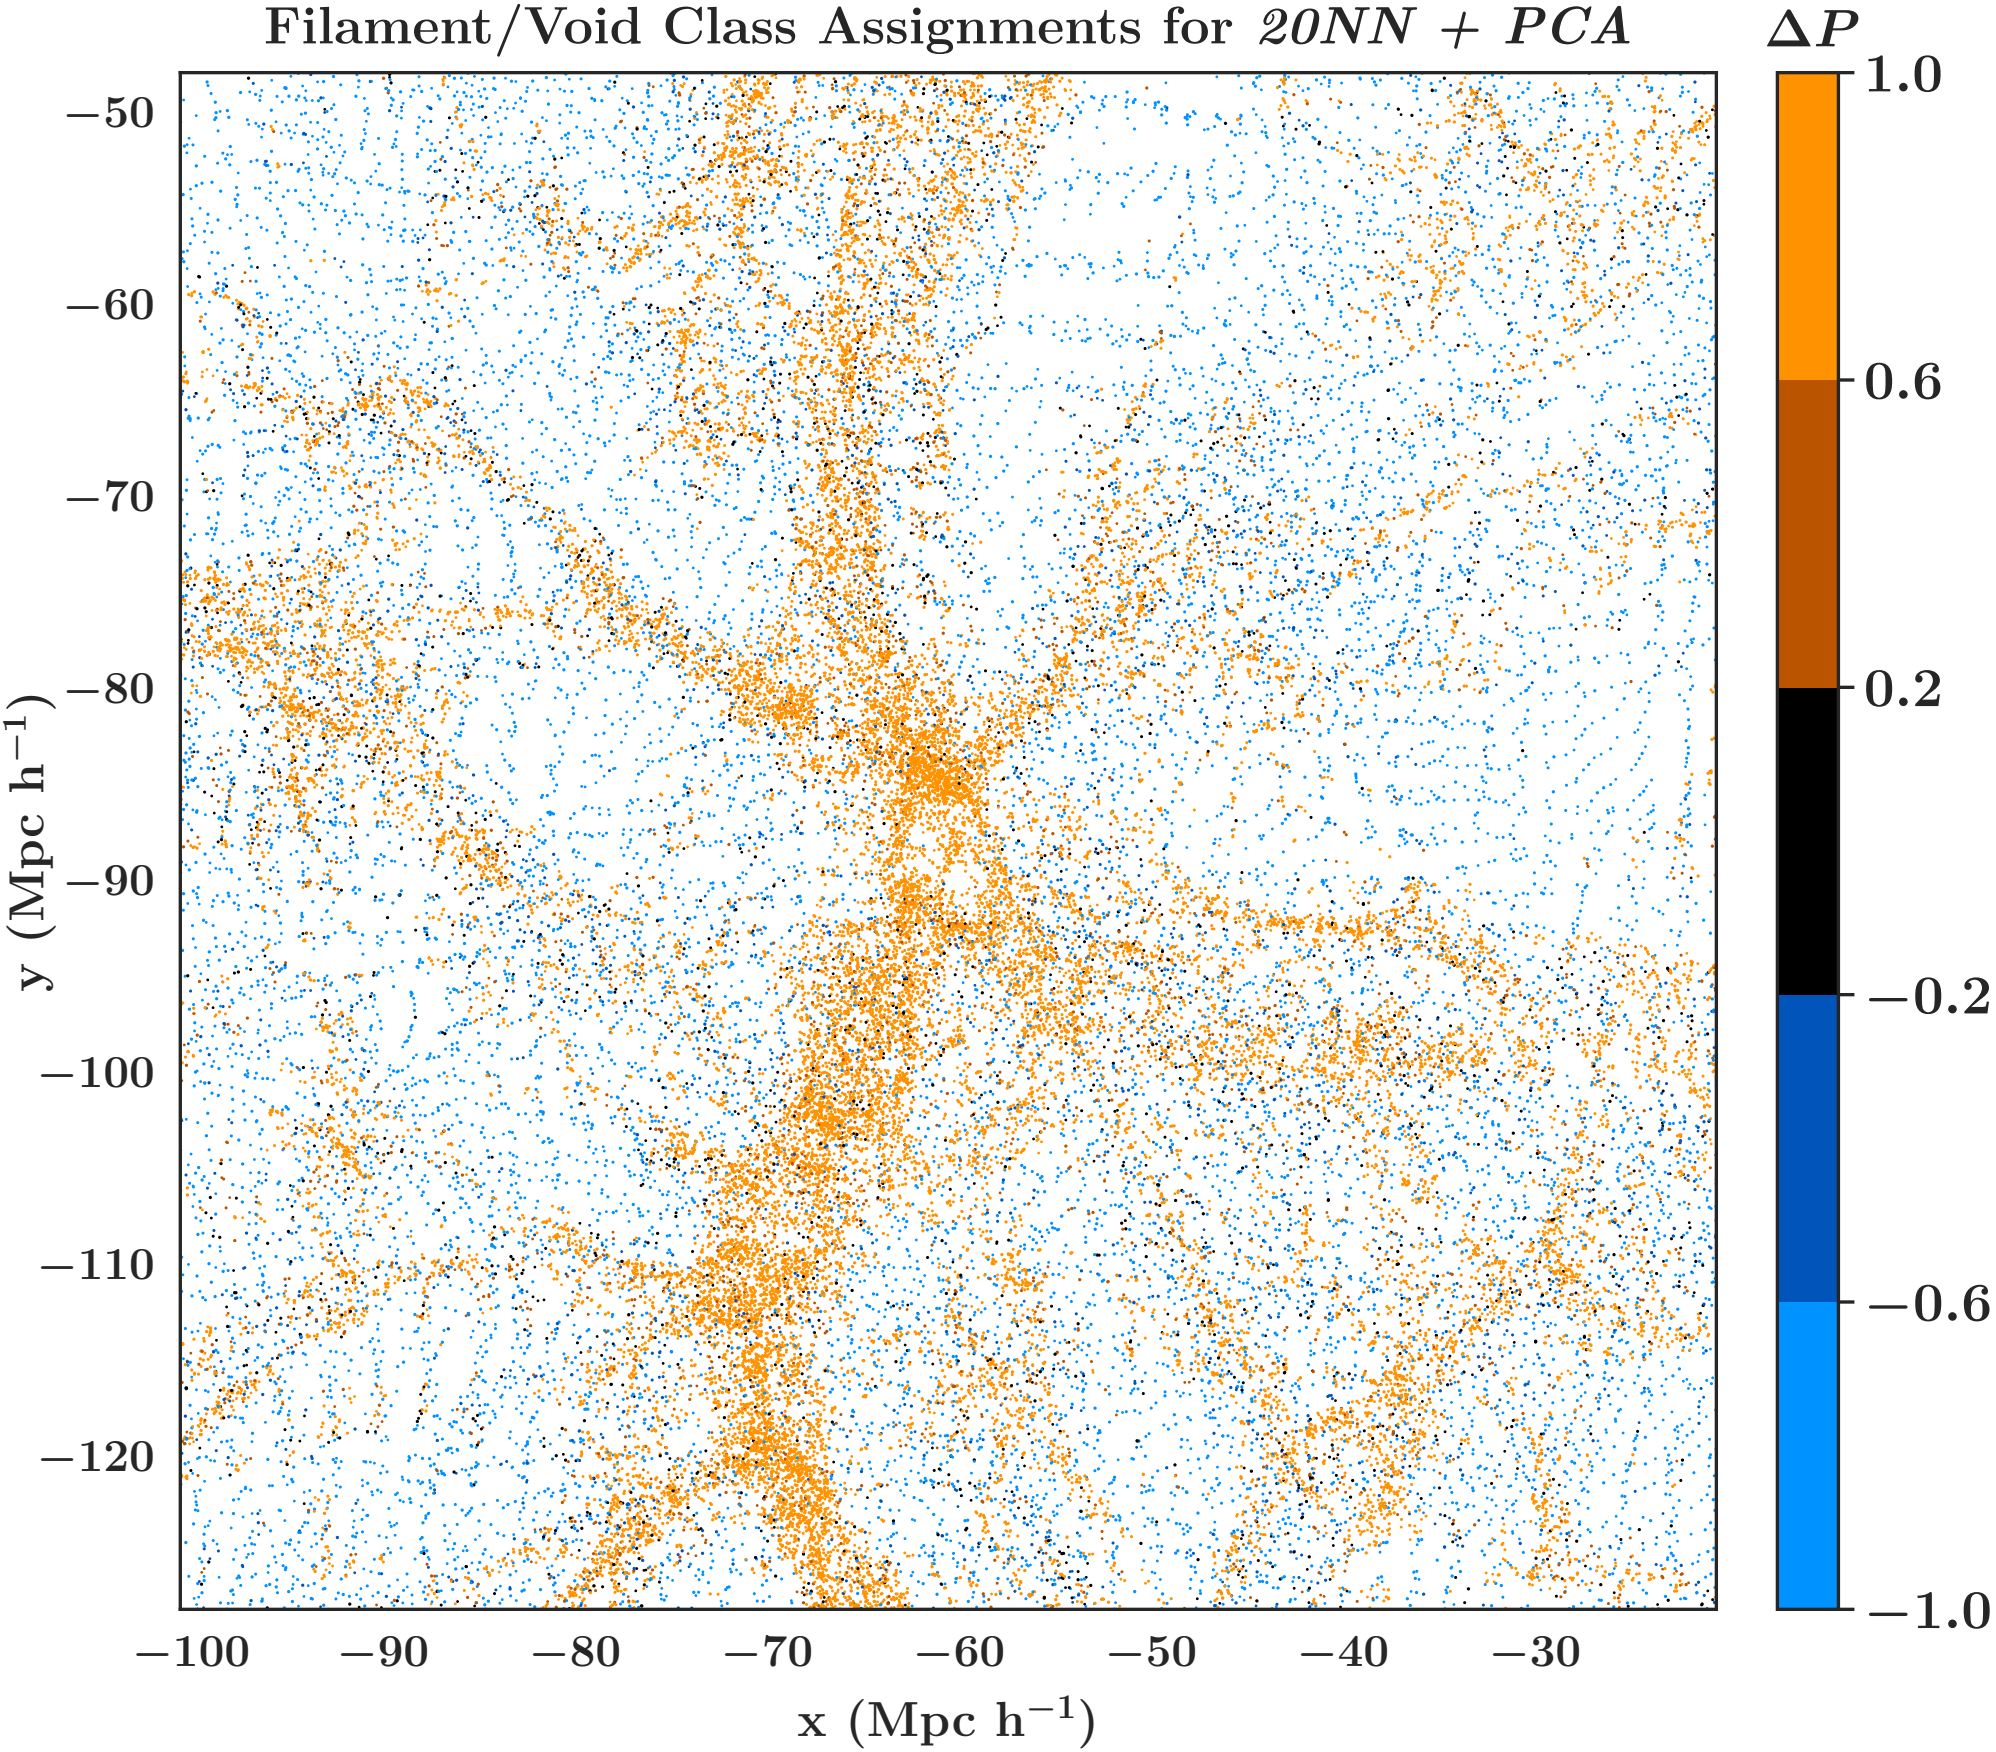 Filament/Void Class Assignments for 20NN + PCA
ΔP
1.0
0.6
0.2
−0.2
−0.6
−1.0
y (Mpc h⁻¹)
−50
−60
−70
−80
−90
−100
−110
−120
−100 −90 −80 −70 −60 −50 −40 −30
x (Mpc h⁻¹)